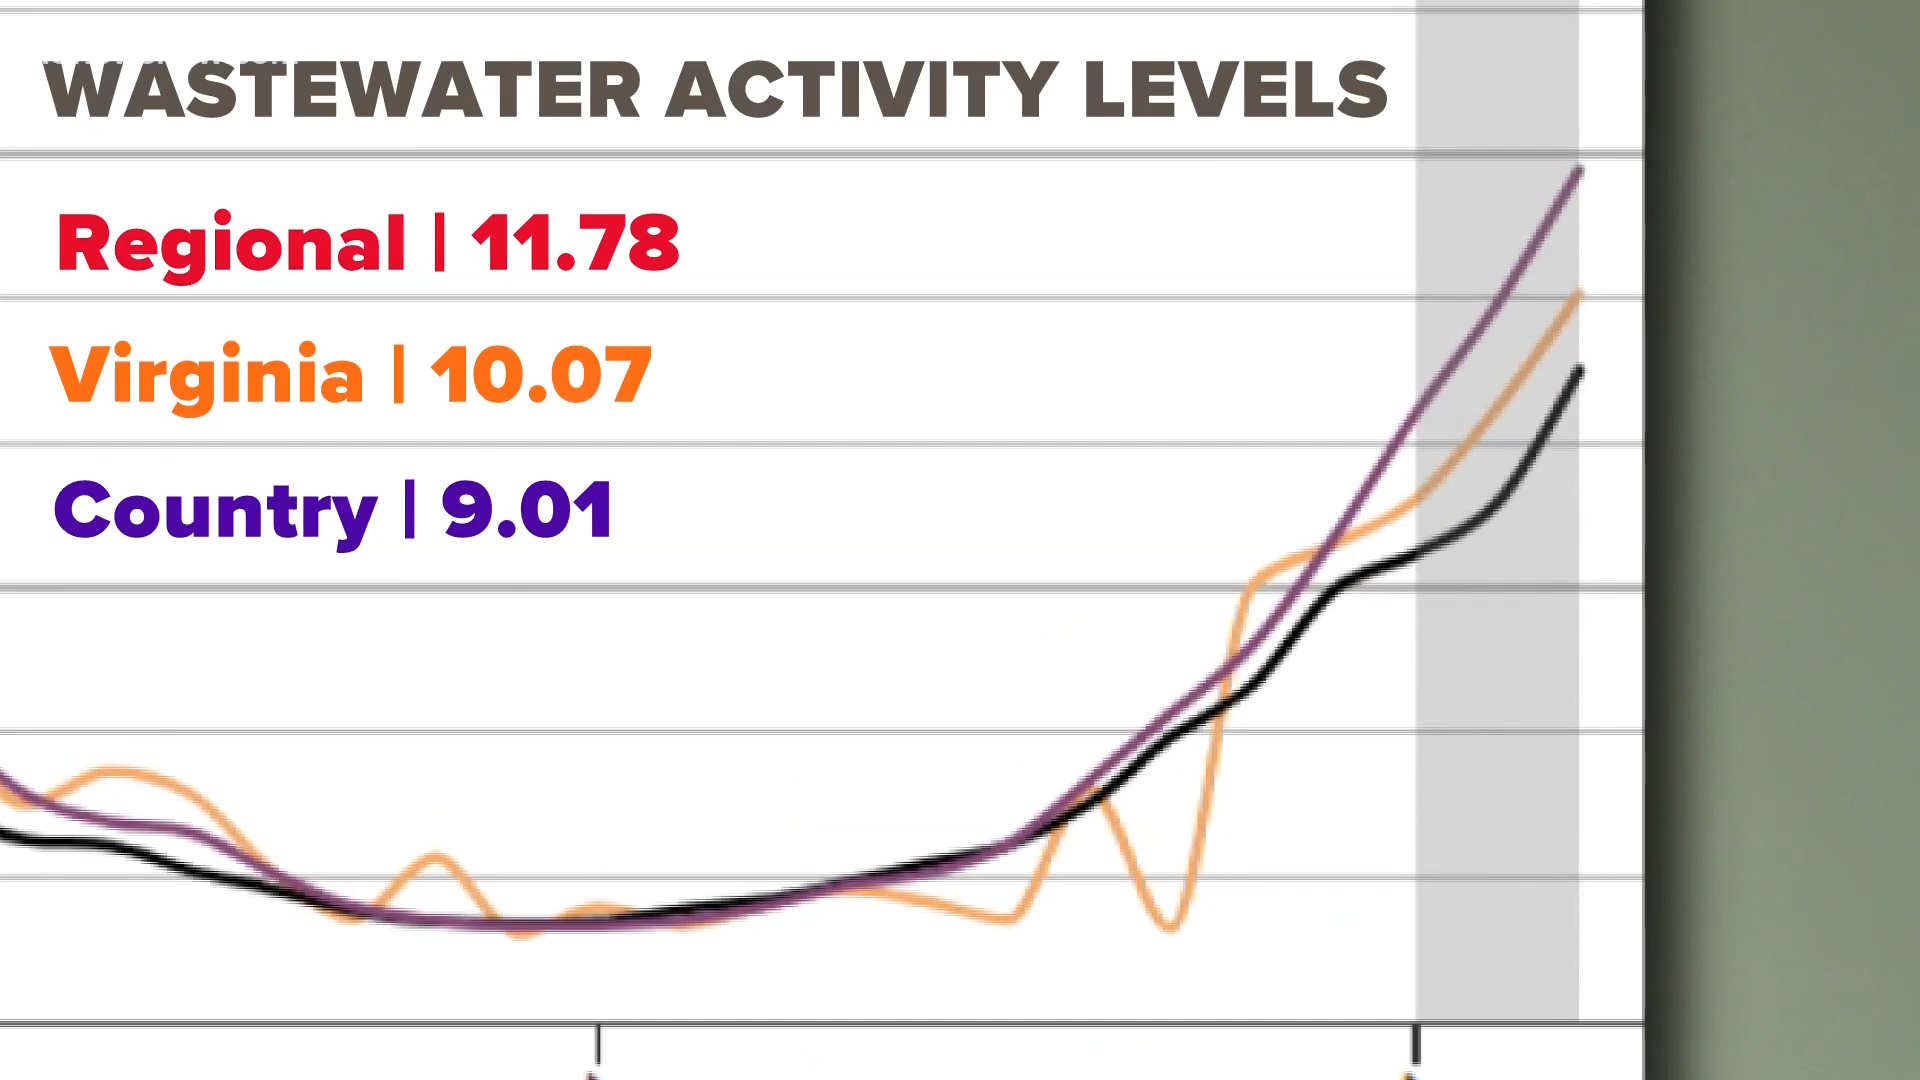 WASTEWATER ACTIVITY LEVELS
Regional | 11.78
Virginia | 10.07
Country | 9.01